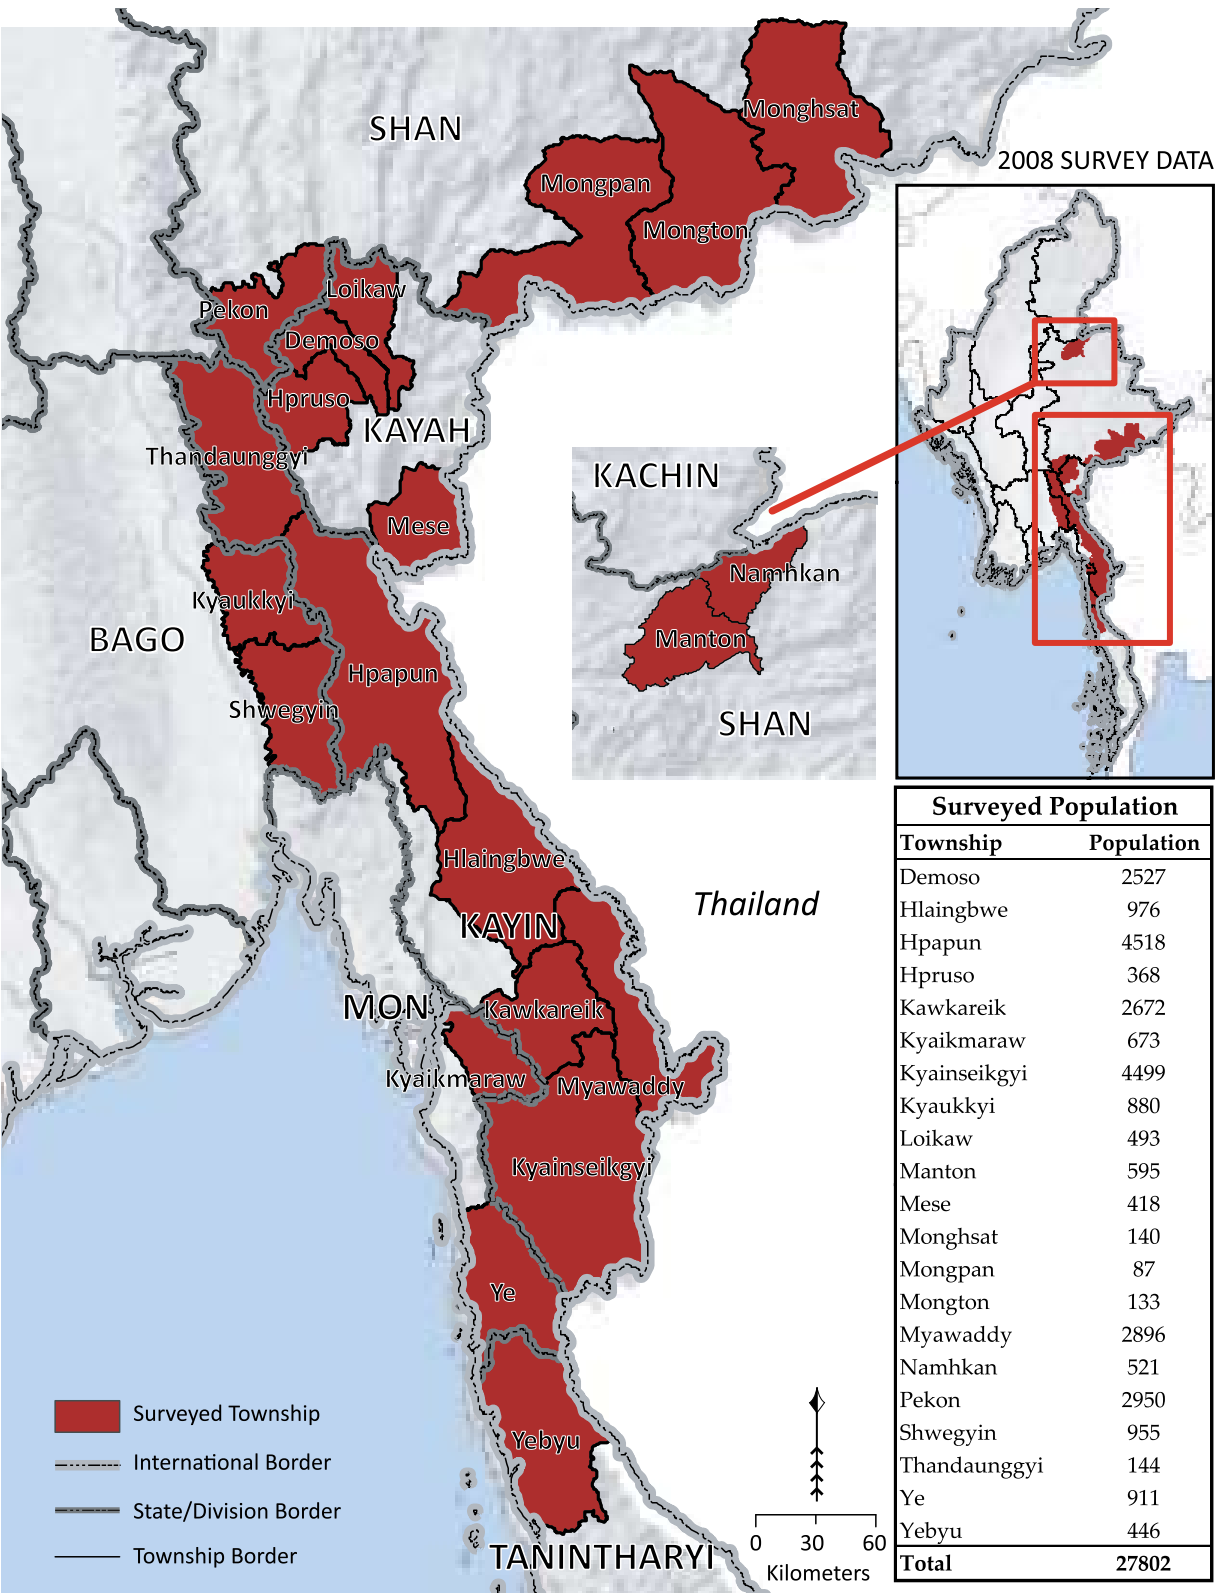 SHAN
Monghsat
Mongpan
Mongton
2008 SURVEY DATA
Loikaw
Pekon
Demoso
Hpruso
KAYAH
Thandaunggyi
Mese
KACHIN
Namhkan
Manton
SHAN
Kyaukkyi
BAGO
Hpapun
Shwegyin
Hlaingbwe
Thailand
KAYIN
MON
Kawkareik
Kyaikmaraw
Myawaddy
Kyainseikgyi
Ye
Yebyu
TANINTHARYI
Surveyed Township
International Border
State/Division Border
Township Border
0 30 60
Kilometers
Surveyed Population
Township Population
Demoso 2527
Hlaingbwe 976
Hpapun 4518
Hpruso 368
Kawkareik 2672
Kyaikmaraw 673
Kyainseikgyi 4499
Kyaukkyi 880
Loikaw 493
Manton 595
Mese 418
Monghsat 140
Mongpan 87
Mongton 133
Myawaddy 2896
Namhkan 521
Pekon 2950
Shwegyin 955
Thandaunggyi 144
Ye 911
Yebyu 446
Total 27802